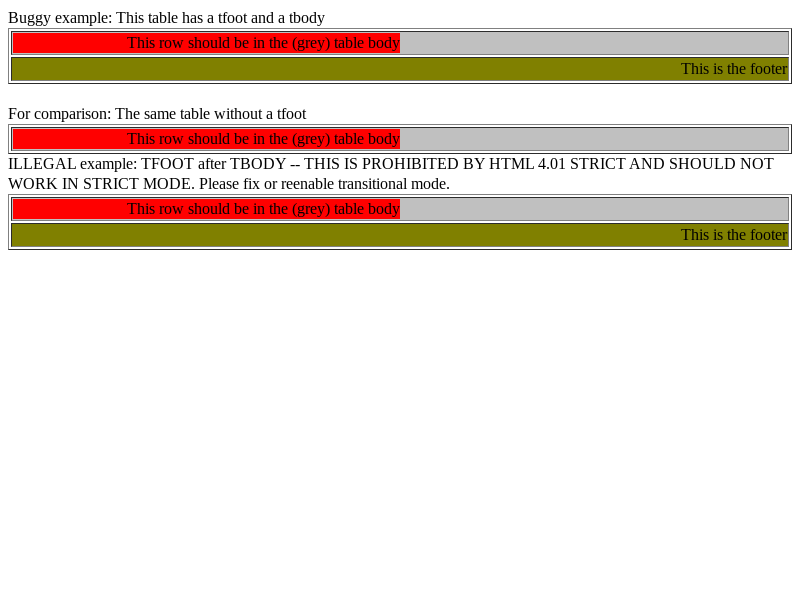 Buggy example: This table has a tfoot and a tbody
This row should be in the (grey) table body
This is the footer
For comparison: The same table without a tfoot
This row should be in the (grey) table body
ILLEGAL example: TFOOT after TBODY -- THIS IS PROHIBITED BY HTML 4.01 STRICT AND SHOULD NOT
WORK IN STRICT MODE. Please fix or reenable transitional mode.
This row should be in the (grey) table body
This is the footer